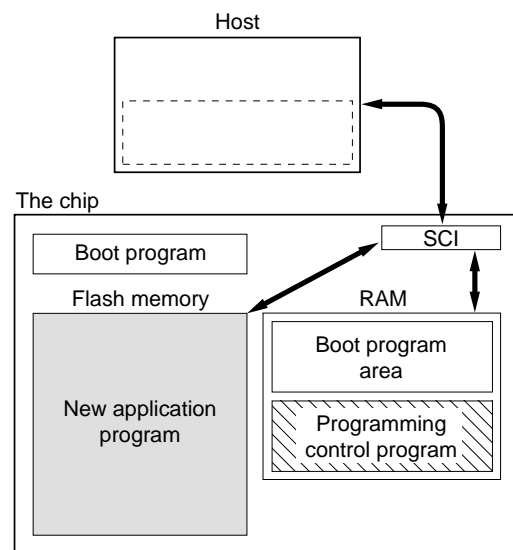 Host
The chip
SCI
Boot program
Flash memory
RAM
Boot program
area
New application
program
Programming
control program